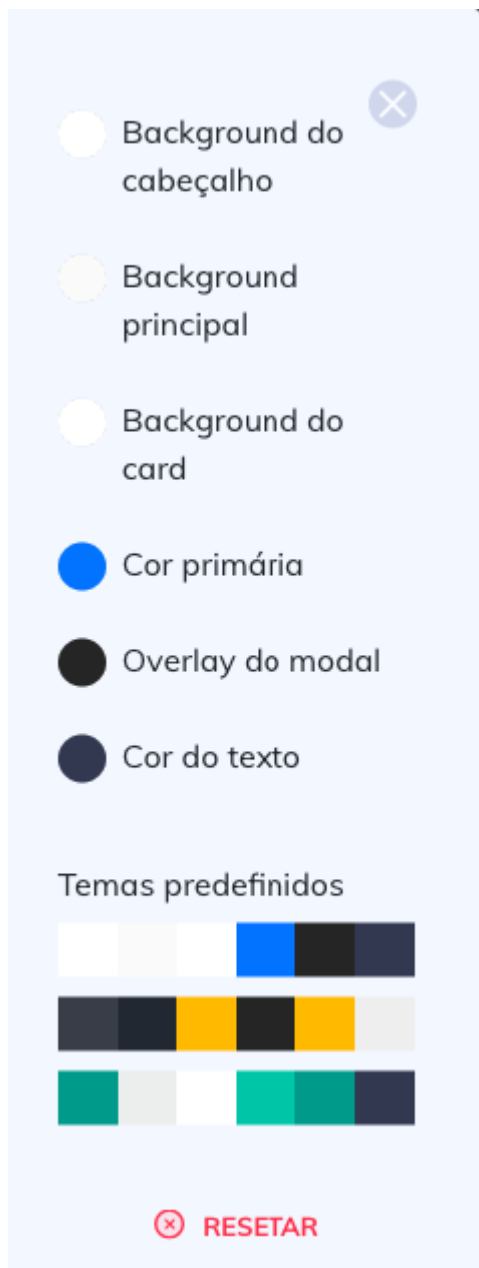 Background do
cabeçalho
Background
principal
Background do
card
Cor primária
Overlay do modal
Cor do texto
Temas predefinidos
RESETAR